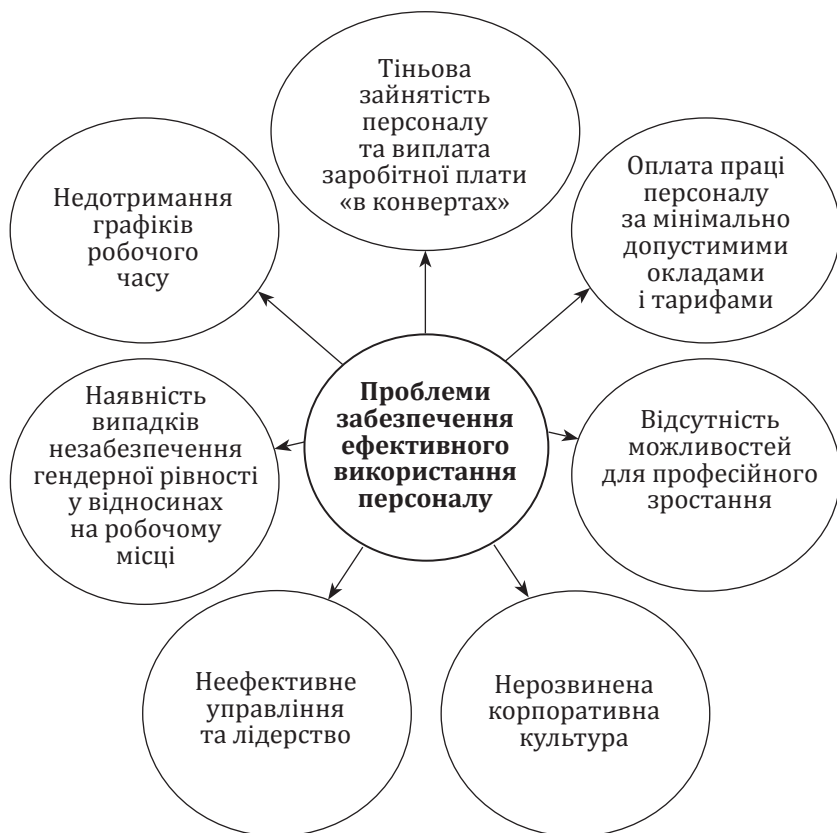 Тіньова
зайнятість
персоналу
та виплата
заробітної плати
«в конвертах»
Оплата праці
персоналу
за мінімально
допустимими
окладами
і тарифами
Недотримання
графіків
робочого
часу
Проблеми
забезпечення
ефективного
використання
персоналу
Наявність
випадків
незабезпечення
гендерної рівності
у відносинах
на робочому
місці
Відсутність
можливостей
для професійного
зростання
Неефективне
управління
та лідерство
Нерозвинена
корпоративна
культура